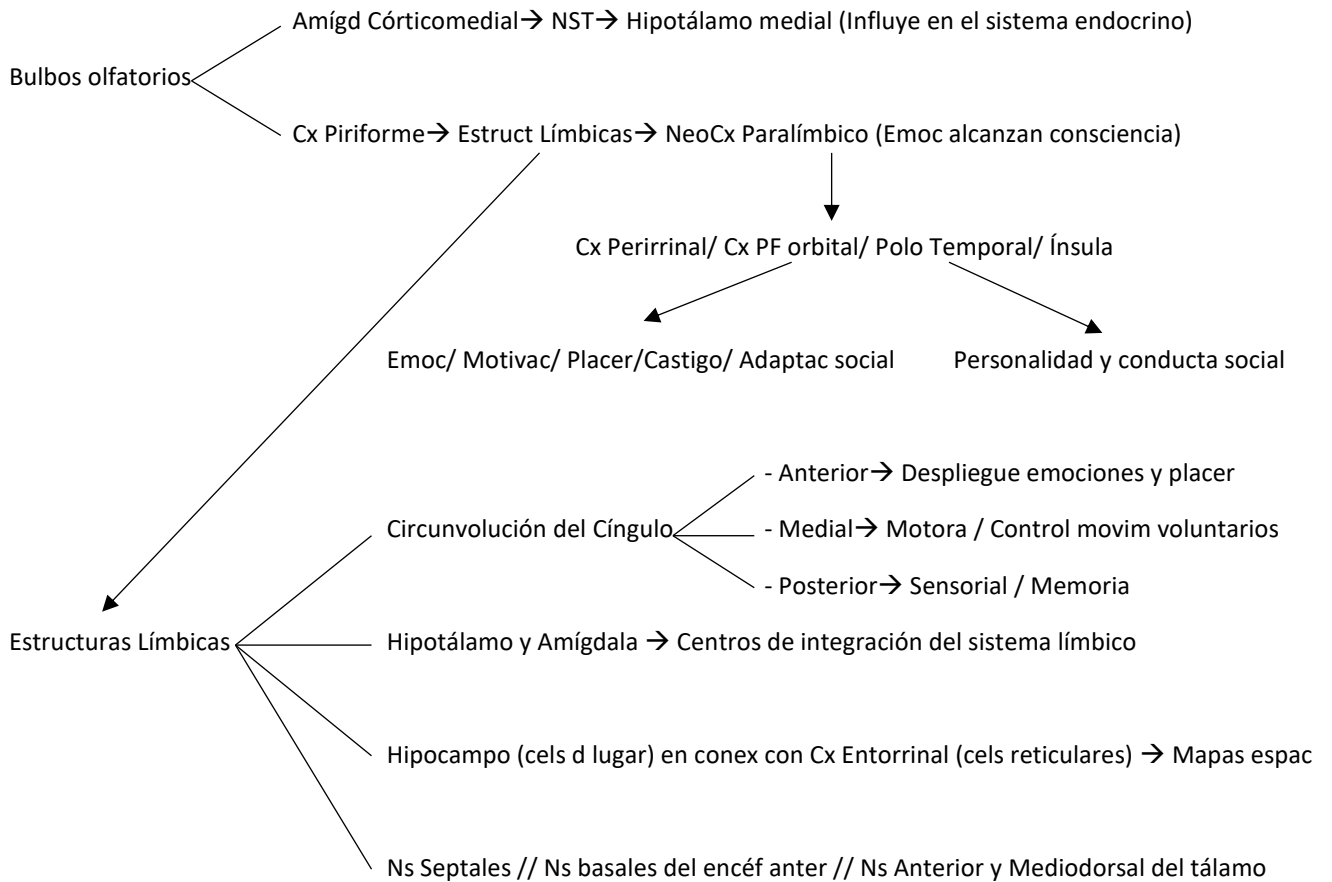 Amígd Córticomedial→ NST→ Hipotálamo medial (Influye en el sistema endocrino)
Bulbos olfatorios
Cx Piriforme→ Estruct Límbicas→ NeoCx Paralímbico (Emoc alcanzan consciencia)
Cx Perirrinal/ Cx PF orbital/ Polo Temporal/ Ínsula
Emoc/ Motivac/ Placer/Castigo/ Adaptac social
Personalidad y conducta social
- Anterior→ Despliegue emociones y placer
Circunvolución del Cíngulo
- Medial→ Motora / Control movim voluntarios
- Posterior→ Sensorial / Memoria
Estructuras Límbicas
Hipotálamo y Amígdala → Centros de integración del sistema límbico
Hipocampo (cels d lugar) en conex con Cx Entorrinal (cels reticulares) → Mapas espac
Ns Septales // Ns basales del encéf anter // Ns Anterior y Mediodorsal del tálamo